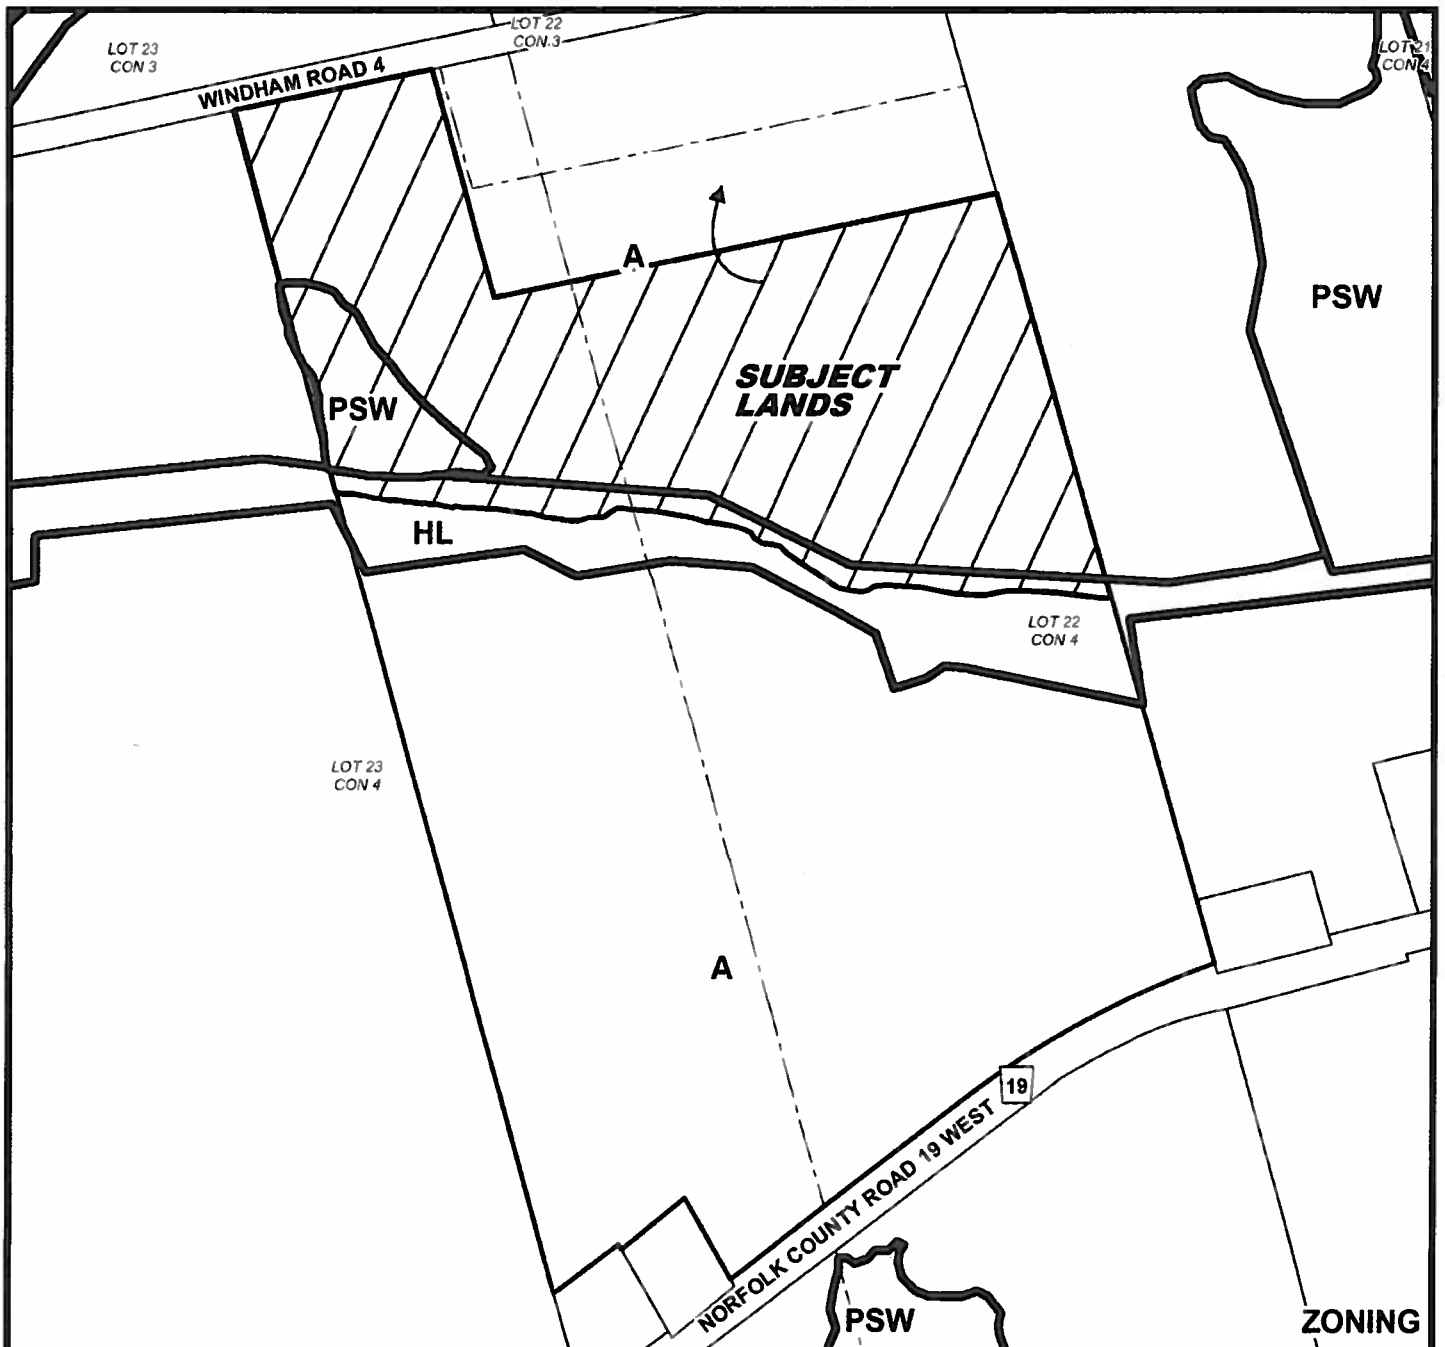 LOT 22
CON 3
LOT 23
CON 3
LOT 21
CON 4
WINDHAM ROAD 4
A
PSW
SUBJECT
LANDS
PSW
HL
LOT 22
CON 4
LOT 23
CON 4
A
19
NORFOLK COUNTY ROAD 19 WEST
PSW
ZONING